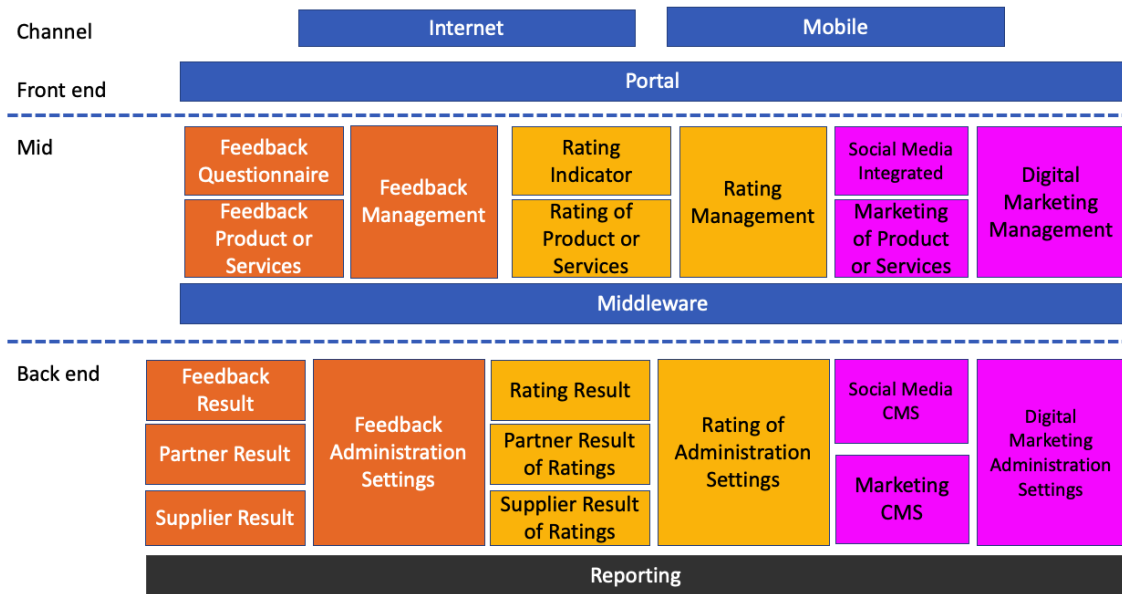 Channel
Internet
Mobile
Front end
Portal
Mid
Feedback
Questionnaire
Feedback
Product or
Services
Feedback
Management
Rating
Indicator
Rating of
Product or
Services
Rating
Management
Social Media
Integrated
Marketing
of Product
or Services
Digital
Marketing
Management
Middleware
Back end
Feedback
Result
Partner Result
Supplier Result
Feedback
Administration
Settings
Rating Result
Partner Result
of Ratings
Supplier Result
of Ratings
Rating of
Administration
Settings
Social Media
CMS
Marketing
CMS
Digital
Marketing
Administration
Settings
Reporting